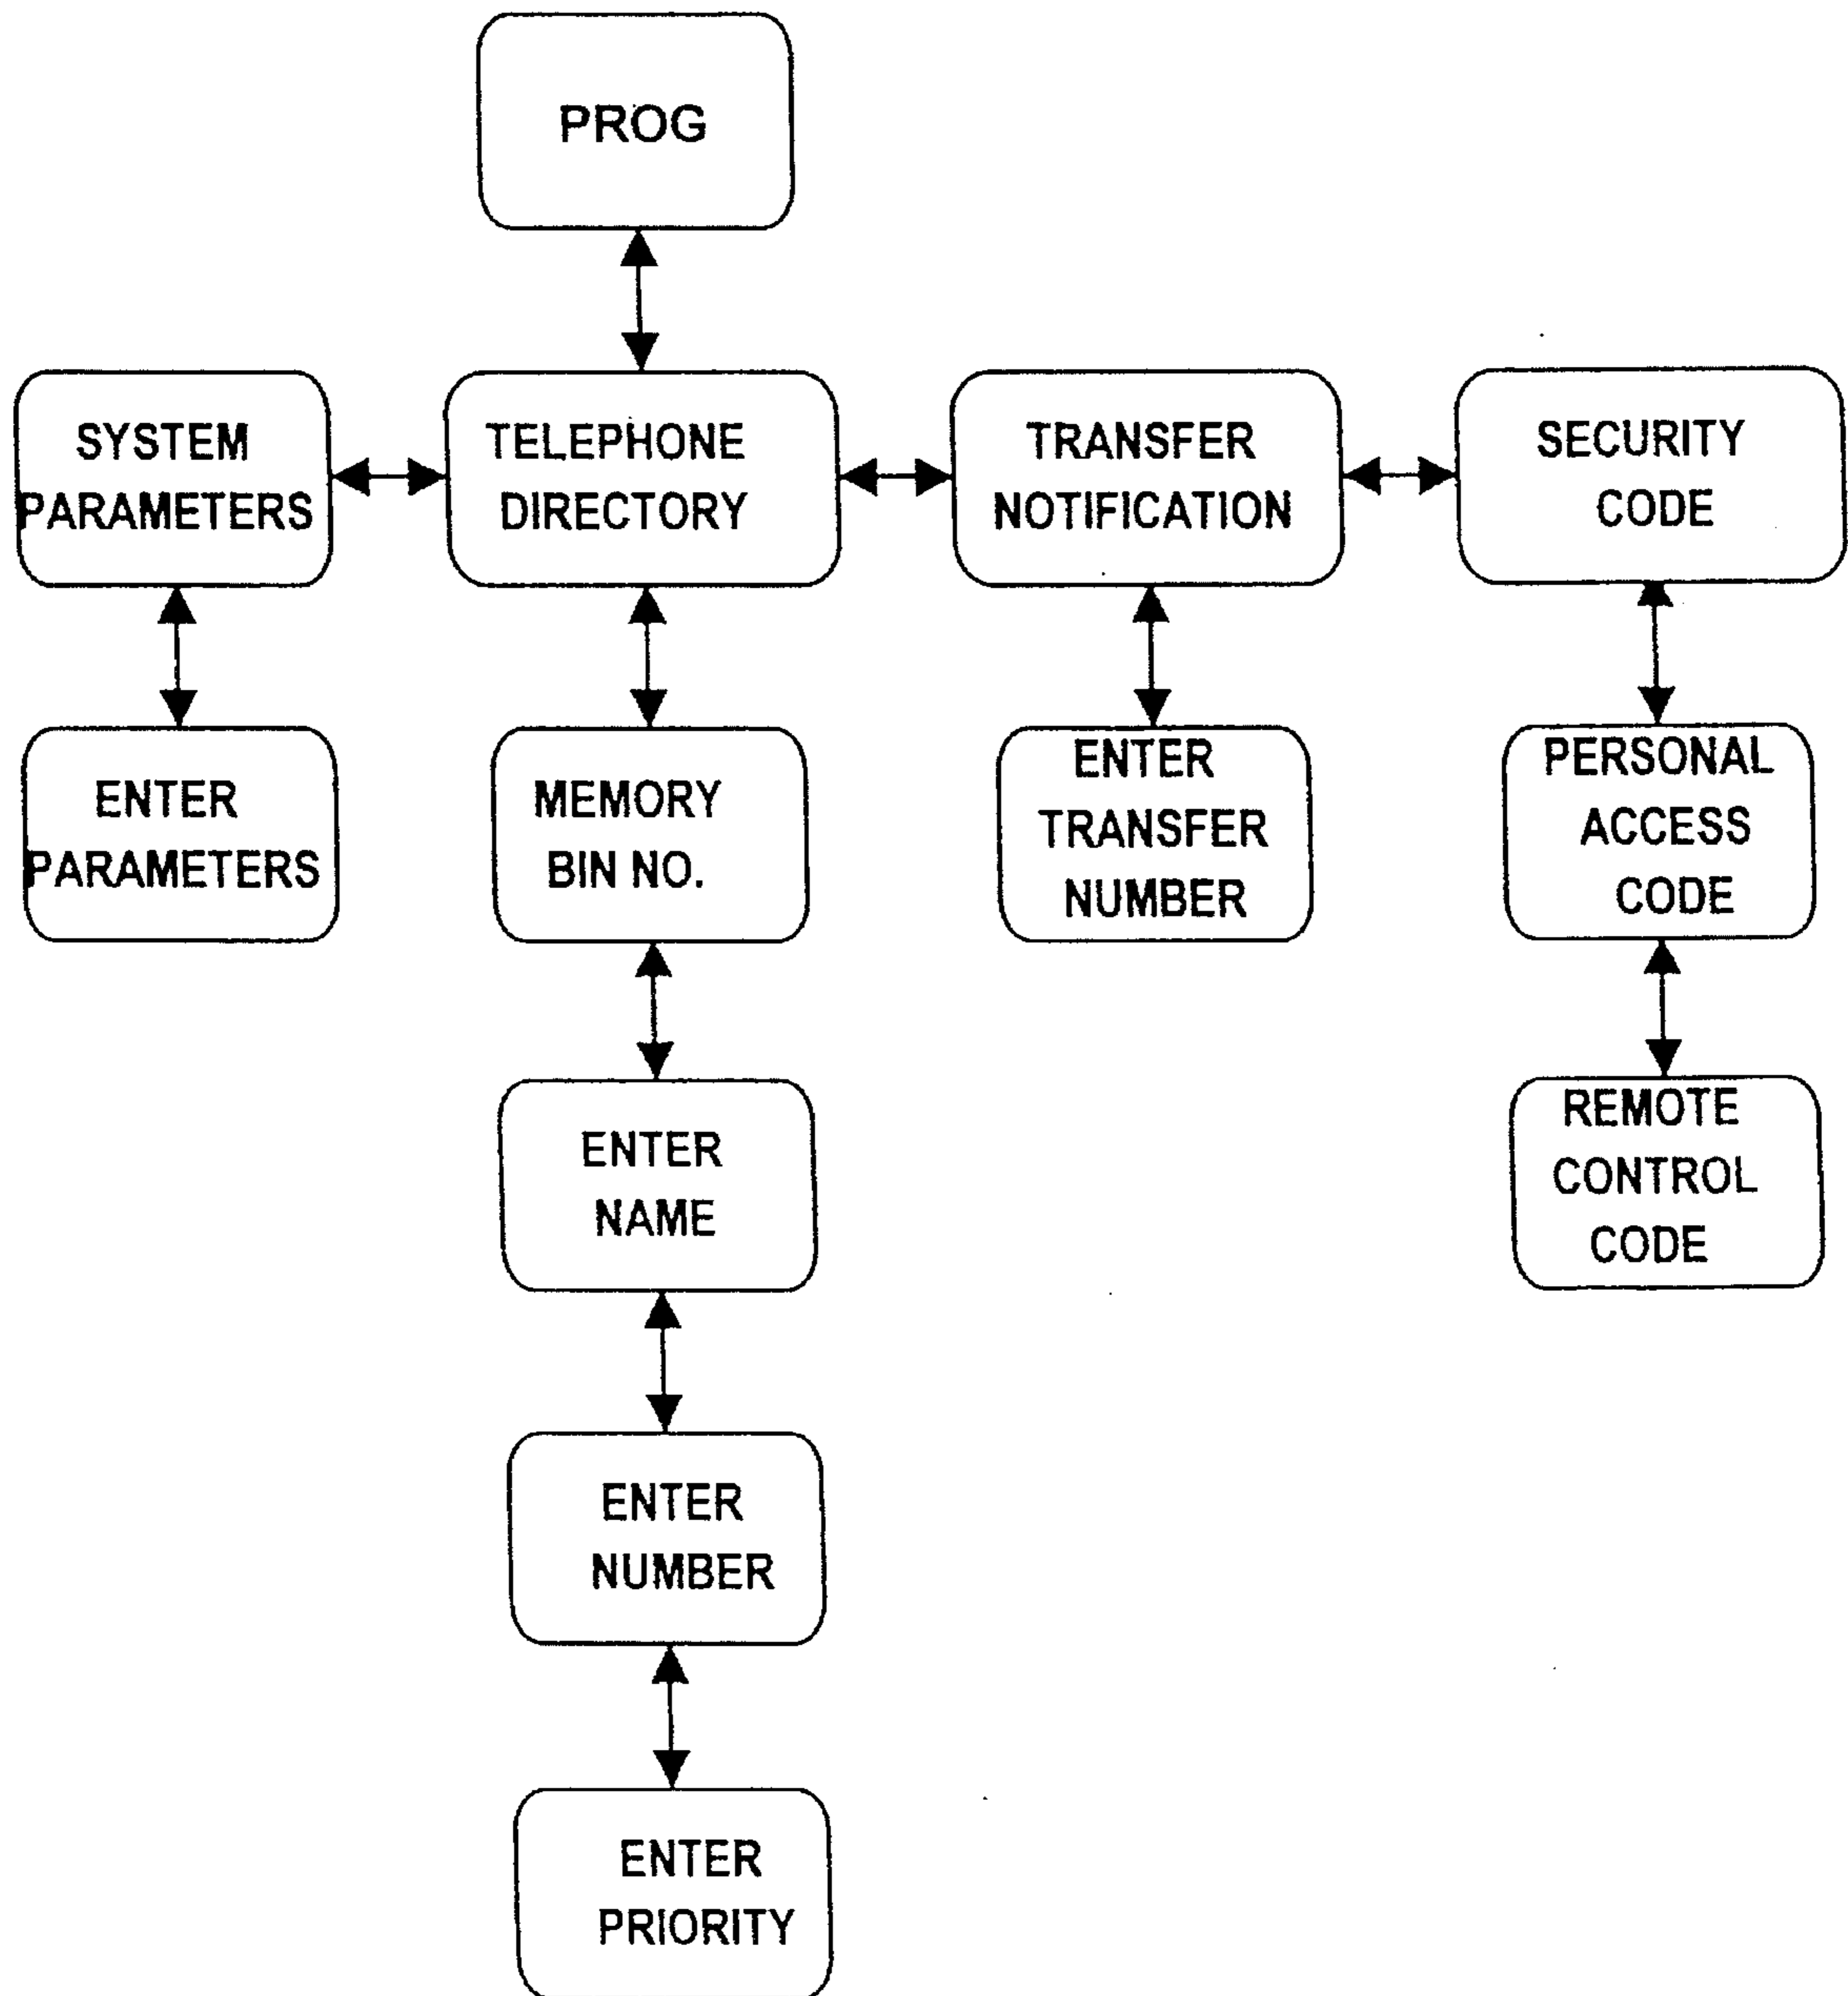 PROG
SYSTEM
PARAMETERS
TELEPHONE
DIRECTORY
TRANSFER
NOTIFICATION
SECURITY
CODE
ENTER
PARAMETERS
MEMORY
BIN NO.
ENTER
TRANSFER
NUMBER
PERSONAL
ACCESS
CODE
ENTER
NAME
REMOTE
CONTROL
CODE
ENTER
NUMBER
ENTER
PRIORITY